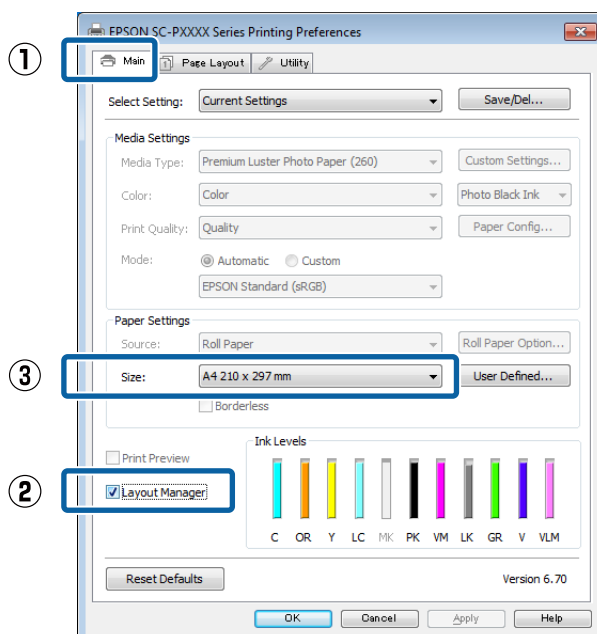 EPSON SC-PXXXX Series Printing Preferences
① Main Page Layout Utility
Select Setting: Current Settings Save/Del...
Media Settings
Media Type: Premium Luster Photo Paper (260) Custom Settings...
Color: Color Photo Black Ink
Print Quality: Quality Paper Config...
Mode: Automatic Custom
EPSON Standard (sRGB)
Paper Settings
Source: Roll Paper Roll Paper Option...
③ Size: A4 210 x 297 mm User Defined...
Borderless
Ink Levels
Print Preview
② Layout Manager
C OR Y LC MK PK VM LK GR V VLM
Reset Defaults Version 6.70
OK Cancel Apply Help